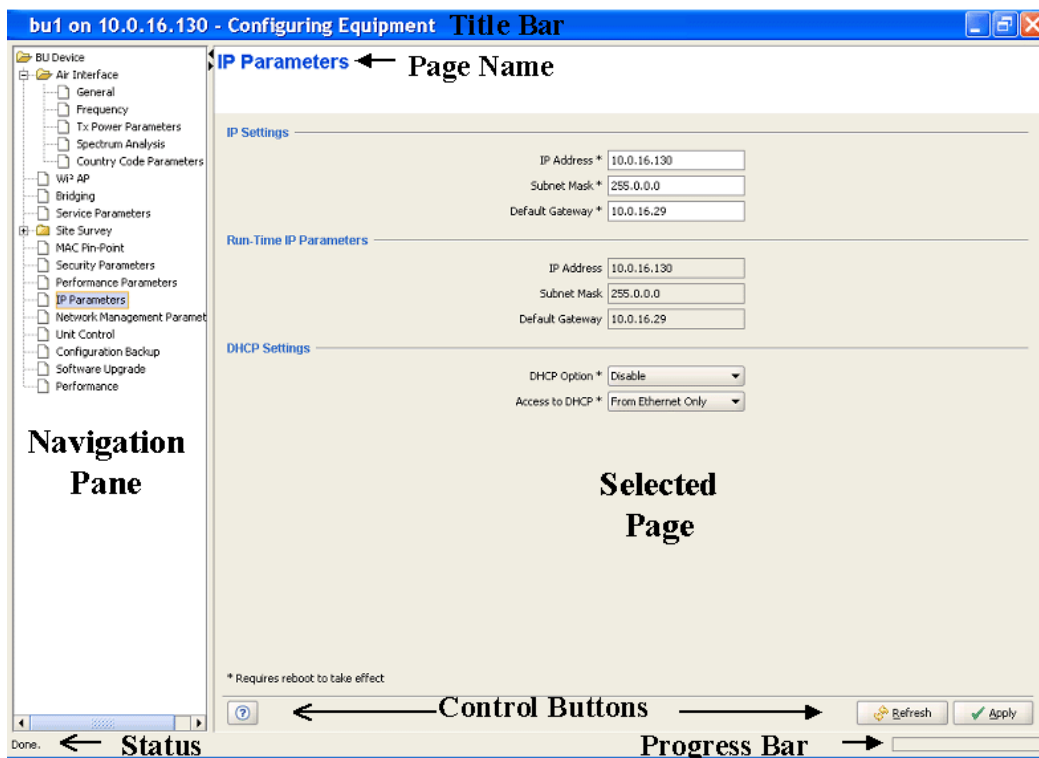 bu1 on 10.0.16.130 - Configuring Equipment Title Bar
BU Device
Air Interface
General
Frequency
Tx Power Parameters
Spectrum Analysis
Country Code Parameters
Wi² AP
Bridging
Service Parameters
Site Survey
MAC Pin-Point
Security Parameters
Performance Parameters
IP Parameters
Network Management Paramet
Unit Control
Configuration Backup
Software Upgrade
Performance
Navigation
Pane
IP Parameters Page Name
IP Settings
IP Address * 10.0.16.130
Subnet Mask * 255.0.0.0
Default Gateway * 10.0.16.29
Run-Time IP Parameters
IP Address 10.0.16.130
Subnet Mask 255.0.0.0
Default Gateway 10.0.16.29
DHCP Settings
DHCP Option * Disable
Access to DHCP * From Ethernet Only
Selected
Page
* Requires reboot to take effect
? Control Buttons Refresh Apply
Done. Status Progress Bar